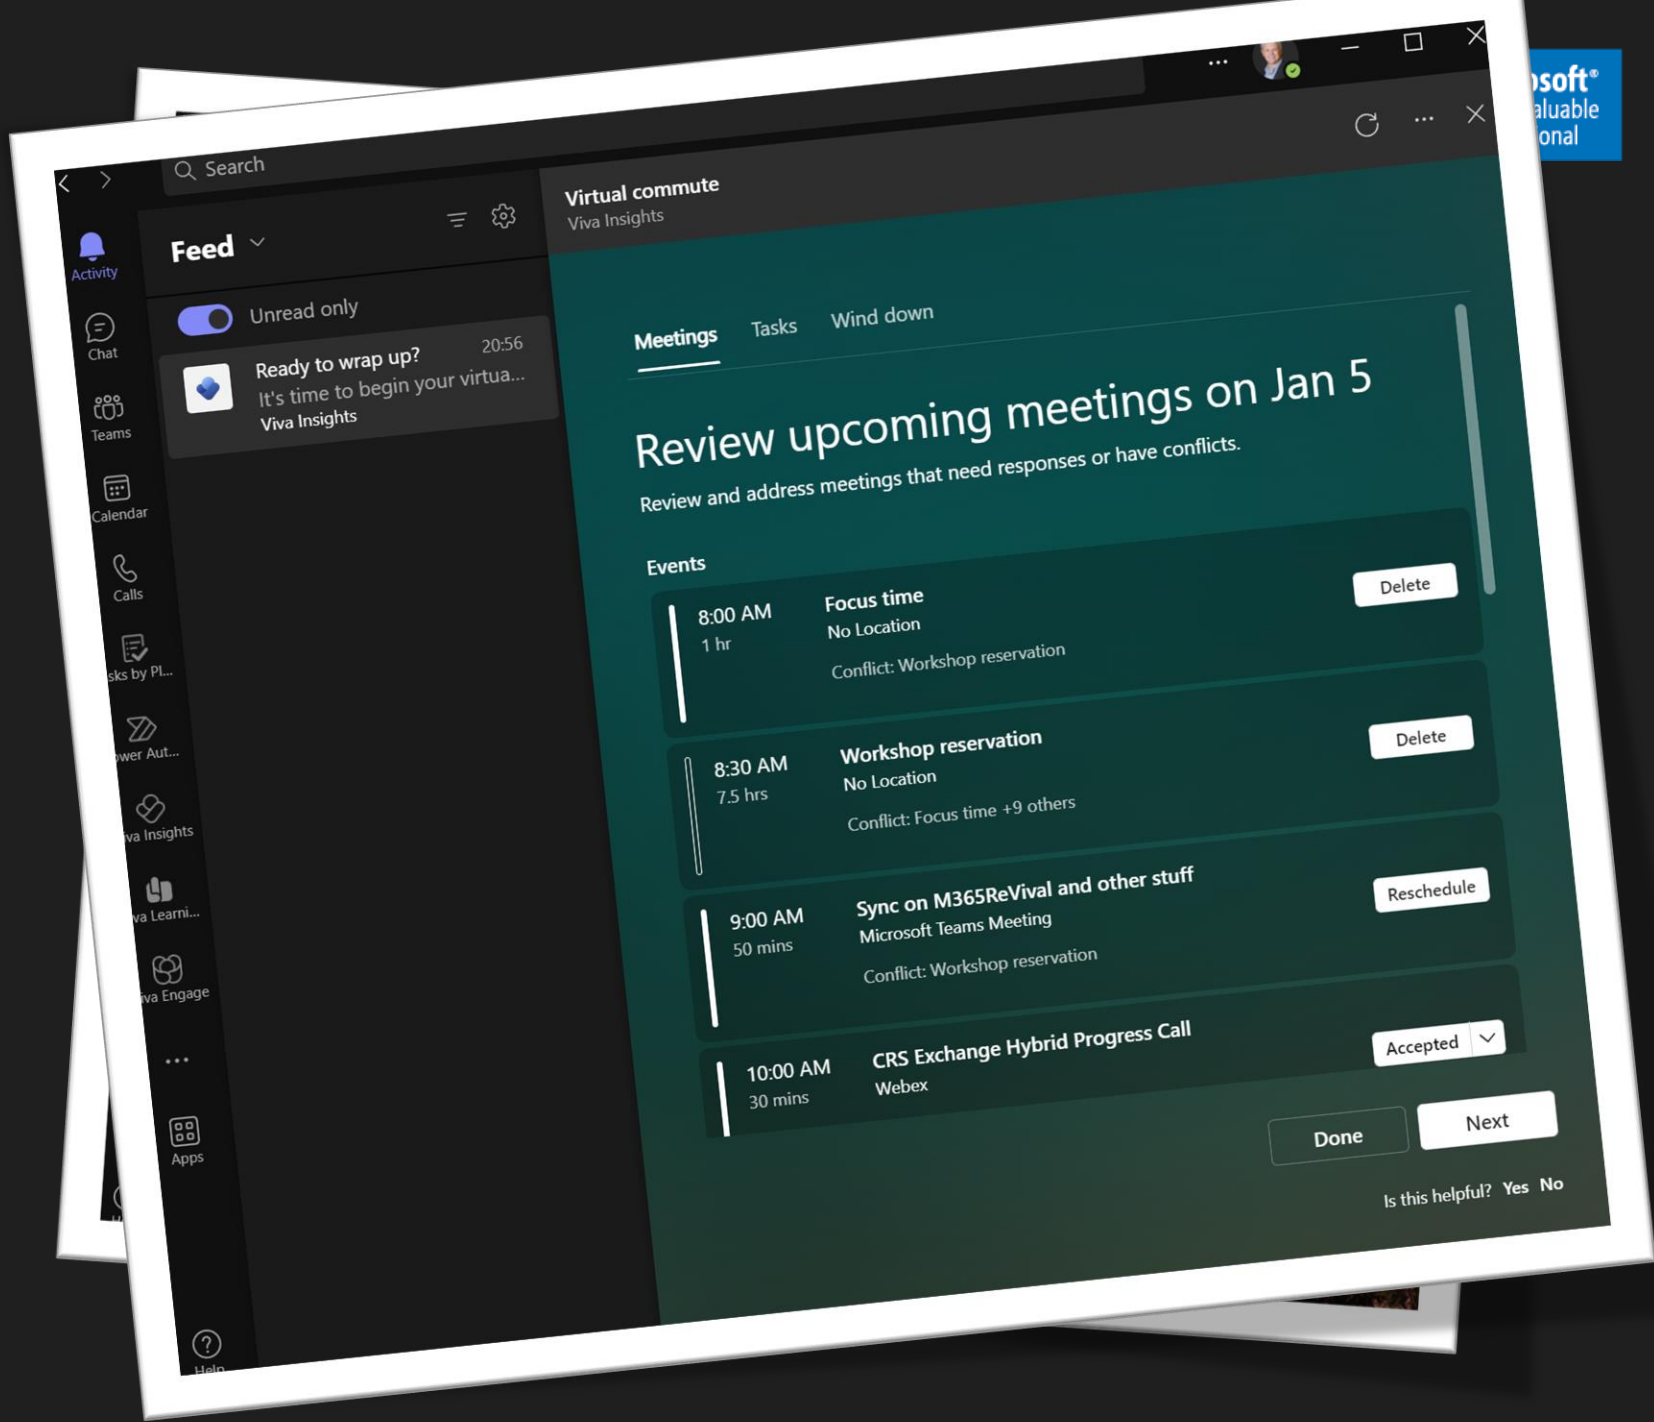 Search
Activity
Chat
Teams
Calendar
Calls
sks by Pl...
ower Aut...
va Insights
va Learni...
iva Engage
Apps
Help
Feed
Unread only
Ready to wrap up? 20:56
It's time to begin your virtua...
Viva Insights
Virtual commute
Viva Insights
Meetings Tasks Wind down
Review upcoming meetings on Jan 5
Review and address meetings that need responses or have conflicts.
Events
8:00 AM Focus time Delete
1 hr No Location
Conflict: Workshop reservation
8:30 AM Workshop reservation Delete
7.5 hrs No Location
Conflict: Focus time +9 others
9:00 AM Sync on M365ReVival and other stuff Reschedule
50 mins Microsoft Teams Meeting
Conflict: Workshop reservation
10:00 AM CRS Exchange Hybrid Progress Call Accepted
30 mins Webex
Done Next
Is this helpful? Yes No
osoft®
aluable
onal